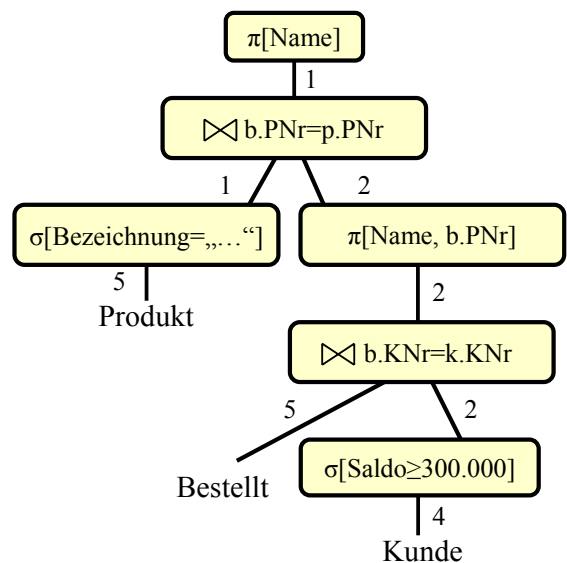 π[Name]
1
⋈ b.PNr=p.PNr
1 2
σ[Bezeichnung=„…“]
π[Name, b.PNr]
5
Produkt
2
⋈ b.KNr=k.KNr
5 2
Bestellt
σ[Saldo≥300.000]
4
Kunde